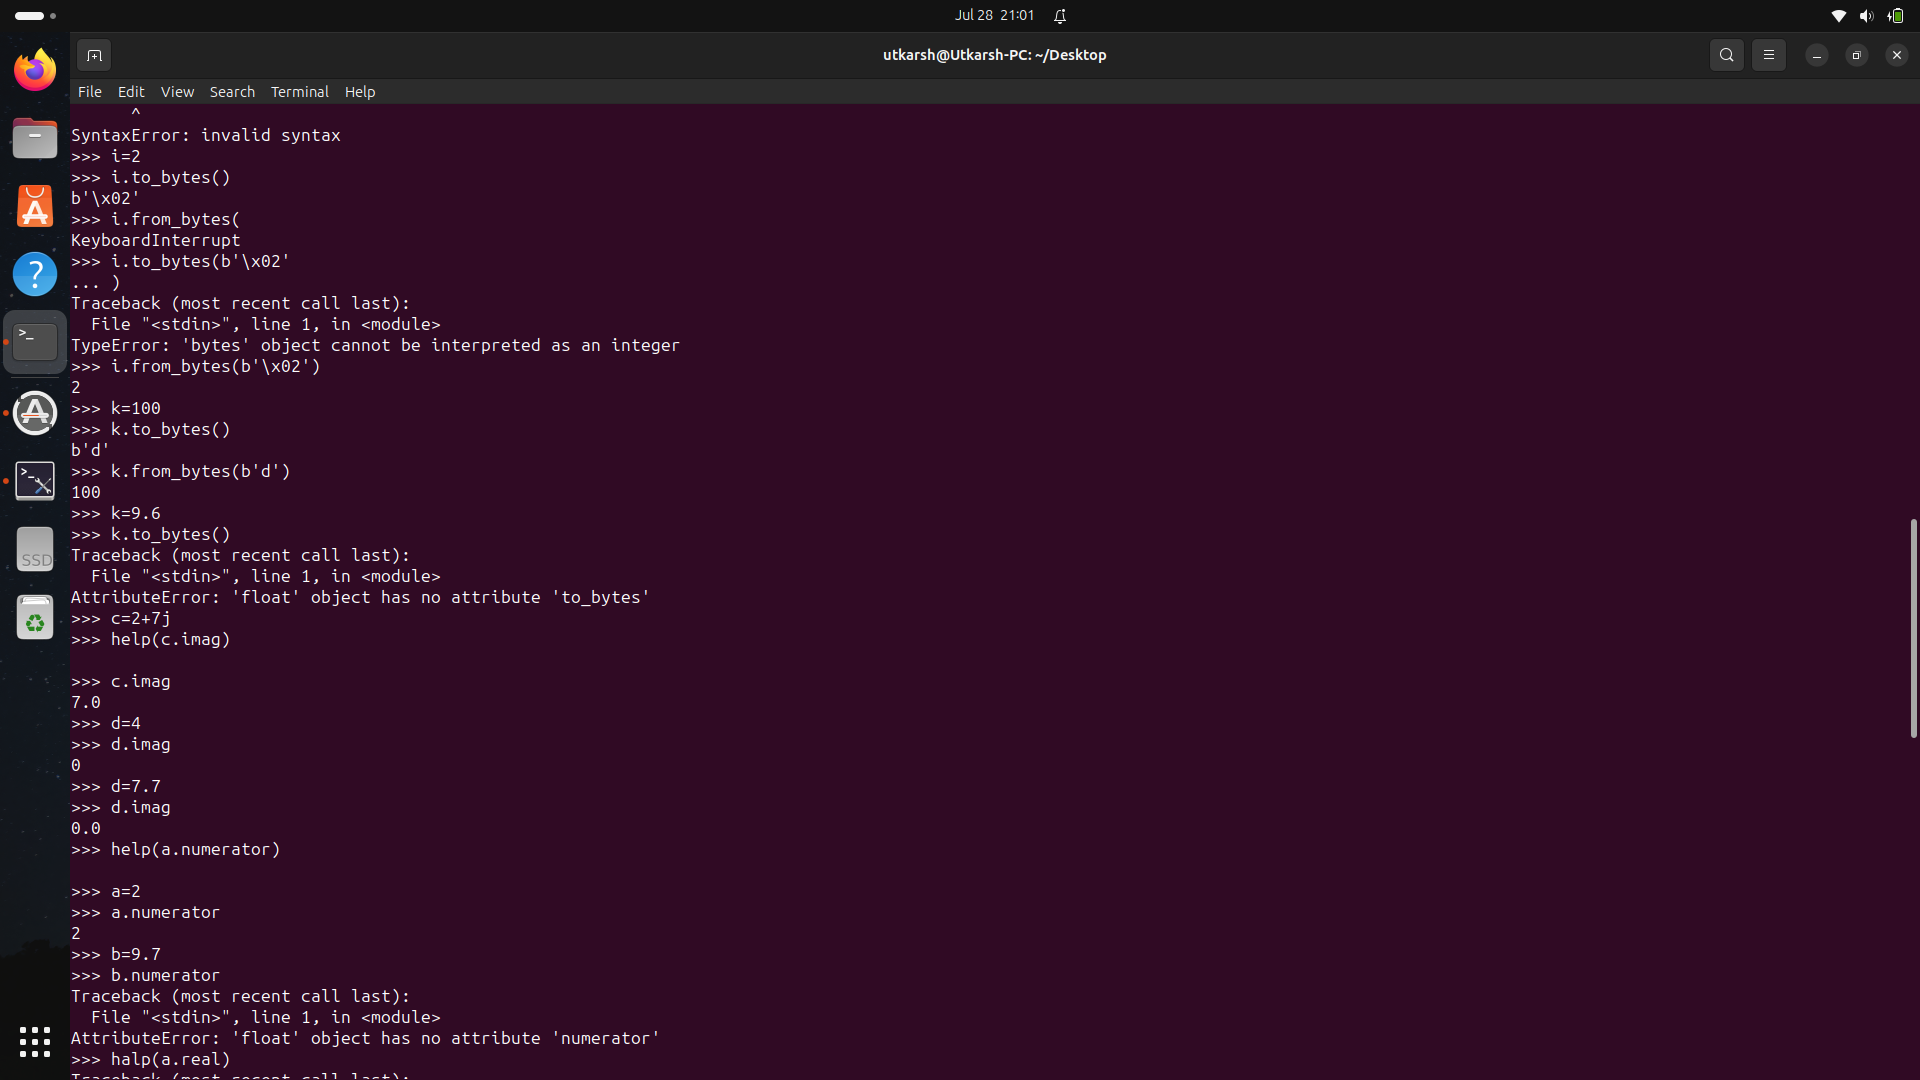 Jul 28 21:01
utkarsh@Utkarsh-PC: ~/Desktop
File Edit View Search Terminal Help
^
SyntaxError: invalid syntax
>>> i=2
>>> i.to_bytes()
b'\x02'
>>> i.from_bytes(
KeyboardInterrupt
>>> i.to_bytes(b'\x02'
... )
Traceback (most recent call last):
  File "<stdin>", line 1, in <module>
TypeError: 'bytes' object cannot be interpreted as an integer
>>> i.from_bytes(b'\x02')
2
>>> k=100
>>> k.to_bytes()
b'd'
>>> k.from_bytes(b'd')
100
>>> k=9.6
>>> k.to_bytes()
Traceback (most recent call last):
  File "<stdin>", line 1, in <module>
AttributeError: 'float' object has no attribute 'to_bytes'
>>> c=2+7j
>>> help(c.imag)

>>> c.imag
7.0
>>> d=4
>>> d.imag
0
>>> d=7.7
>>> d.imag
0.0
>>> help(a.numerator)

>>> a=2
>>> a.numerator
2
>>> b=9.7
>>> b.numerator
Traceback (most recent call last):
  File "<stdin>", line 1, in <module>
AttributeError: 'float' object has no attribute 'numerator'
>>> halp(a.real)
Traceback (most recent call last):
SSD